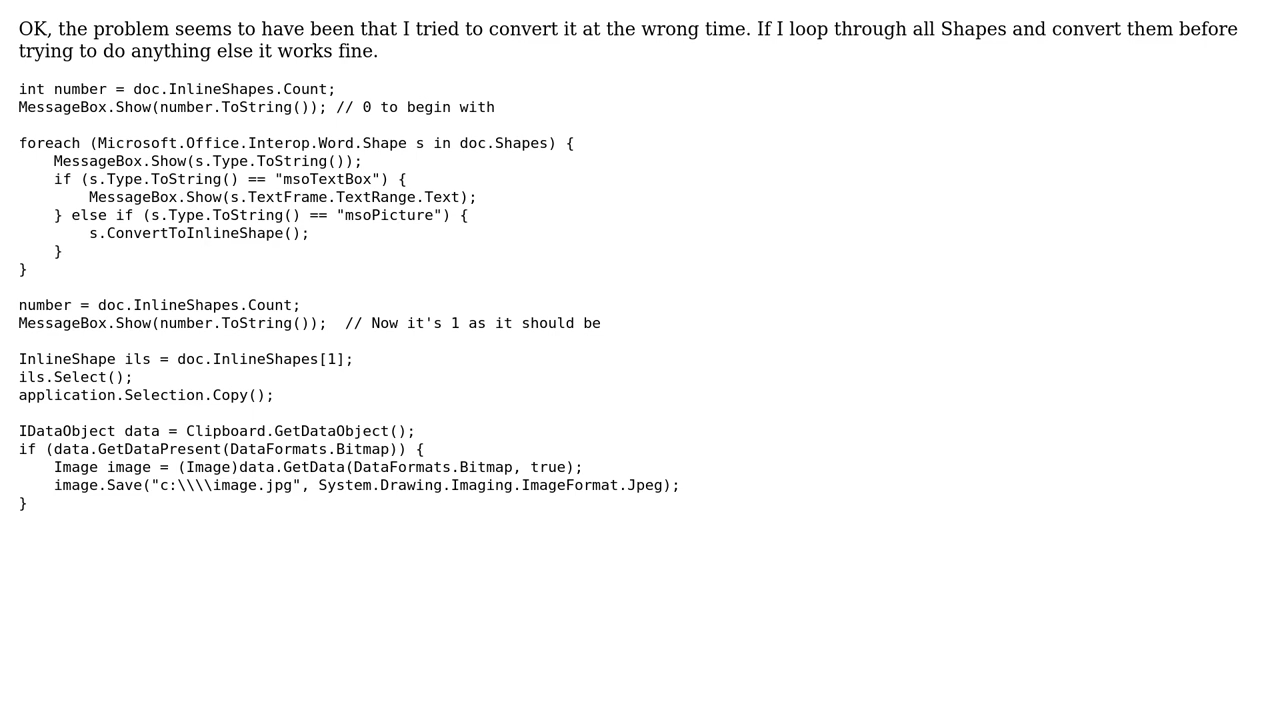 OK, the problem seems to have been that I tried to convert it at the wrong time. If I loop through all Shapes and convert them before
trying to do anything else it works fine.

int number = doc.InlineShapes.Count;
MessageBox.Show(number.ToString()); // 0 to begin with

foreach (Microsoft.Office.Interop.Word.Shape s in doc.Shapes) {
    MessageBox.Show(s.Type.ToString());
    if (s.Type.ToString() == "msoTextBox") {
        MessageBox.Show(s.TextFrame.TextRange.Text);
    } else if (s.Type.ToString() == "msoPicture") {
        s.ConvertToInlineShape();
    }
}

number = doc.InlineShapes.Count;
MessageBox.Show(number.ToString());  // Now it's 1 as it should be

InlineShape ils = doc.InlineShapes[1];
ils.Select();
application.Selection.Copy();

IDataObject data = Clipboard.GetDataObject();
if (data.GetDataPresent(DataFormats.Bitmap)) {
    Image image = (Image)data.GetData(DataFormats.Bitmap, true);
    image.Save("c:\\\\image.jpg", System.Drawing.Imaging.ImageFormat.Jpeg);
}